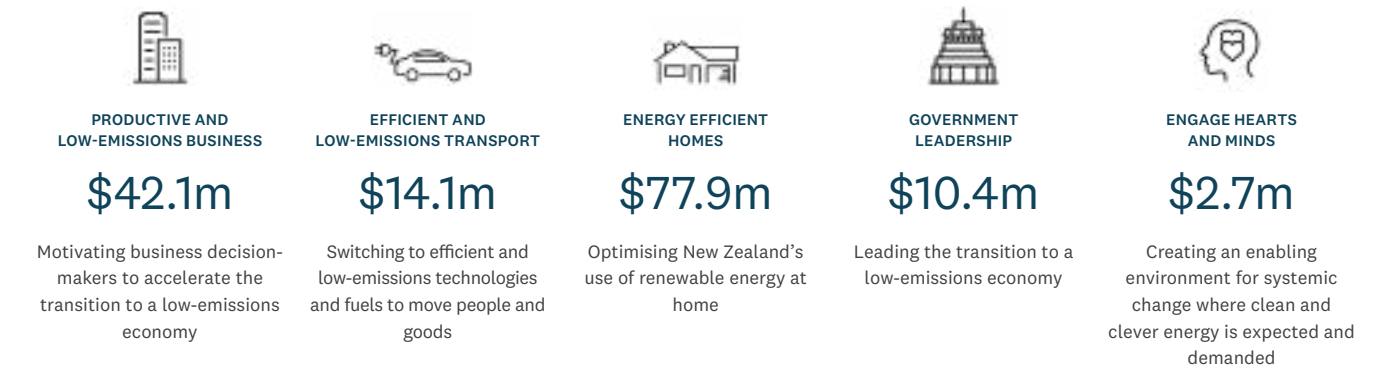 PRODUCTIVE AND
LOW-EMISSIONS BUSINESS
$42.1m
Motivating business decision-
makers to accelerate the
transition to a low-emissions
economy
EFFICIENT AND
LOW-EMISSIONS TRANSPORT
$14.1m
Switching to efficient and
low-emissions technologies
and fuels to move people and
goods
ENERGY EFFICIENT
HOMES
$77.9m
Optimising New Zealand’s
use of renewable energy at
home
GOVERNMENT
LEADERSHIP
$10.4m
Leading the transition to a
low-emissions economy
ENGAGE HEARTS
AND MINDS
$2.7m
Creating an enabling
environment for systemic
change where clean and
clever energy is expected and
demanded